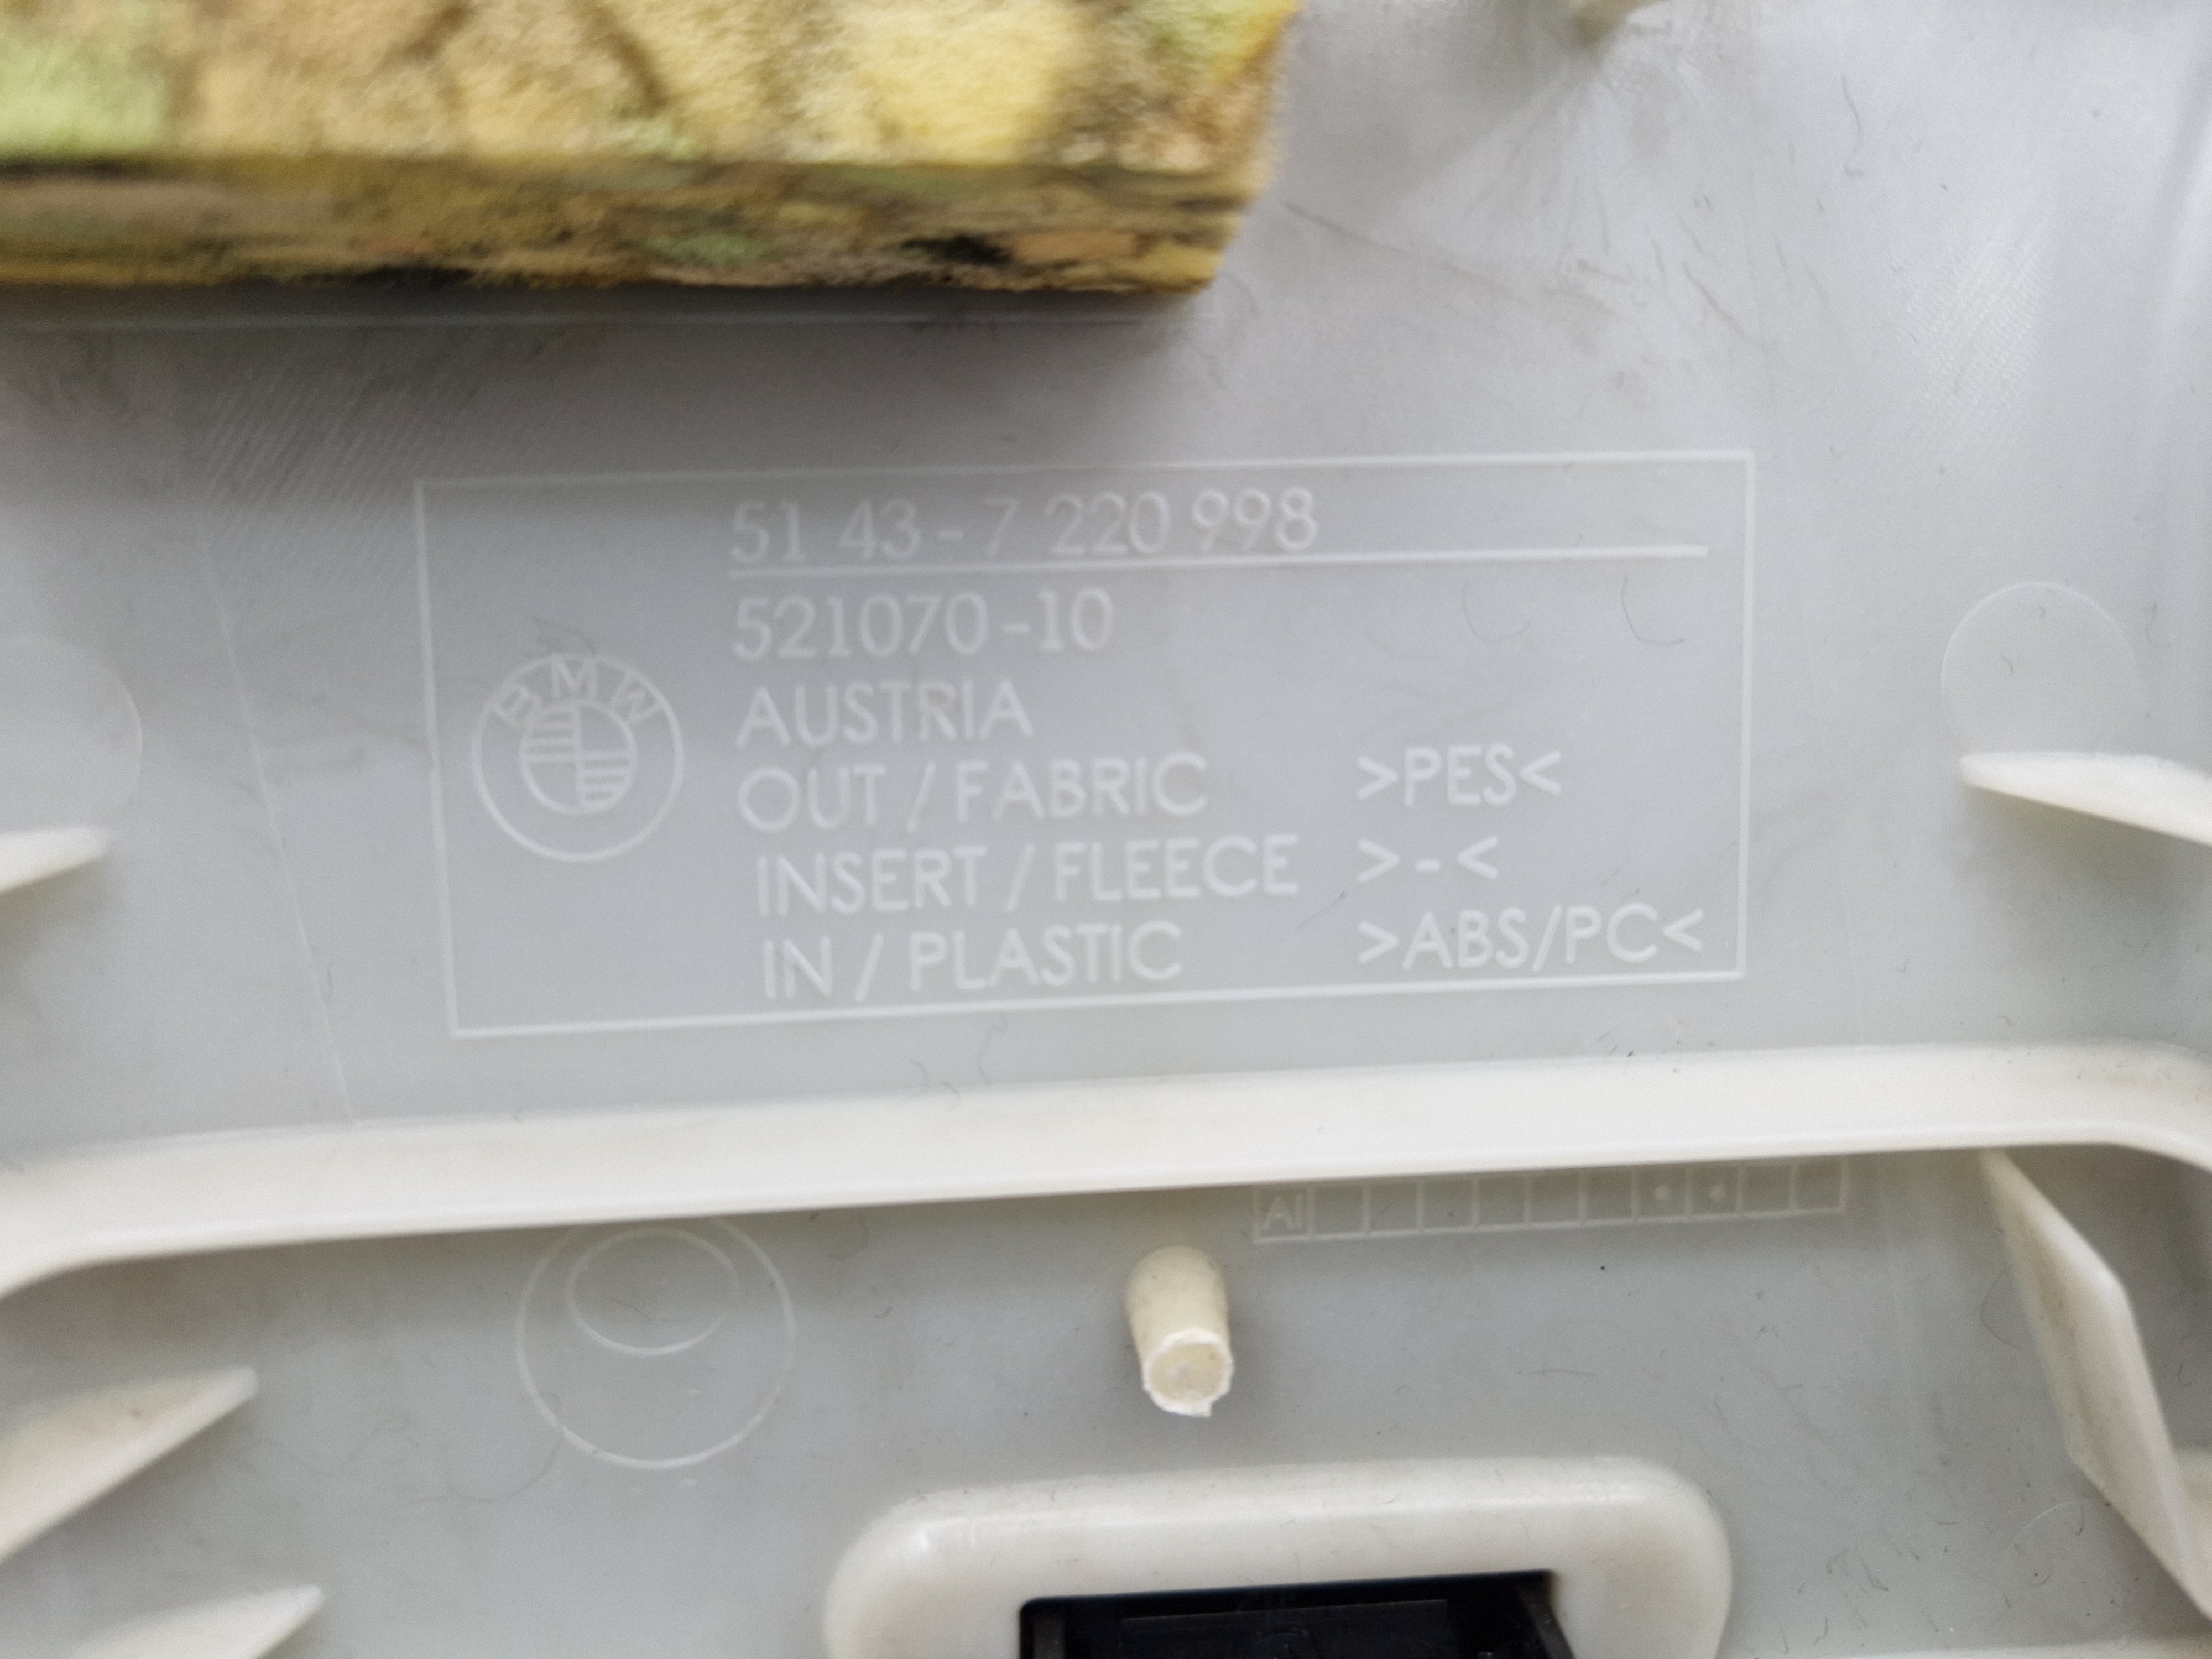 51 43-7 220 998
521070-10
AUSTRIA
BMW
OUT / FABRIC >PES<
INSERT / FLEECE >-<
IN / PLASTIC >ABS/PC<
AI